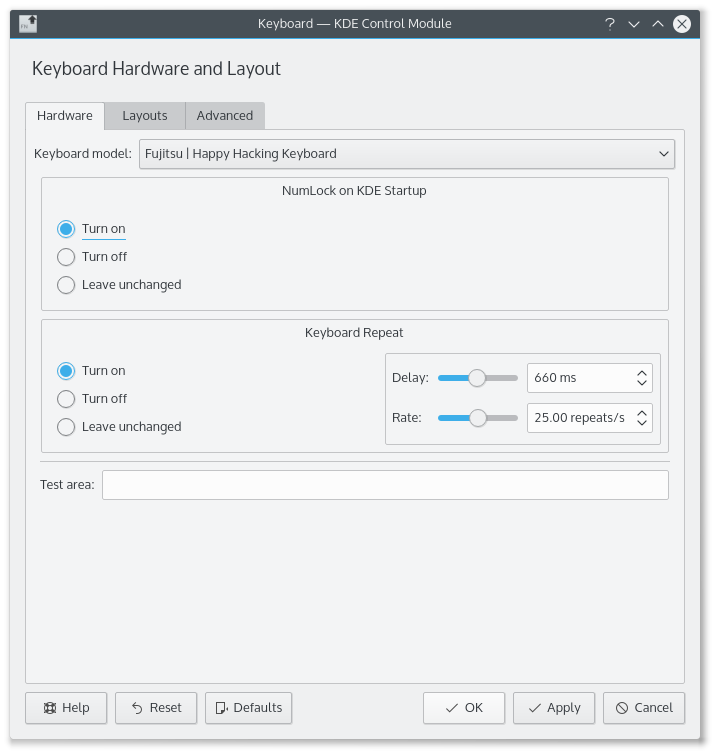 Keyboard — KDE Control Module
Keyboard Hardware and Layout
Hardware Layouts Advanced
Keyboard model: Fujitsu | Happy Hacking Keyboard
NumLock on KDE Startup
Turn on
Turn off
Leave unchanged
Keyboard Repeat
Turn on
Turn off
Leave unchanged
Delay: 660 ms
Rate: 25.00 repeats/s
Test area:
Help Reset Defaults OK Apply Cancel